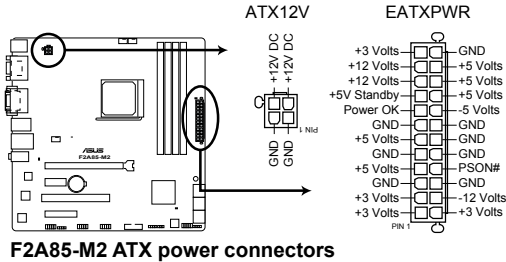 ATX12V
EATXPWR
+12V DC
+12V DC
GND
GND
PIN 1
+3 Volts GND
+12 Volts +5 Volts
+12 Volts +5 Volts
+5V Standby +5 Volts
Power OK -5 Volts
GND GND
+5 Volts GND
GND GND
+5 Volts PSON#
GND GND
+3 Volts -12 Volts
+3 Volts +3 Volts
PIN 1
/SUS
F2A85-M2
F2A85-M2 ATX power connectors